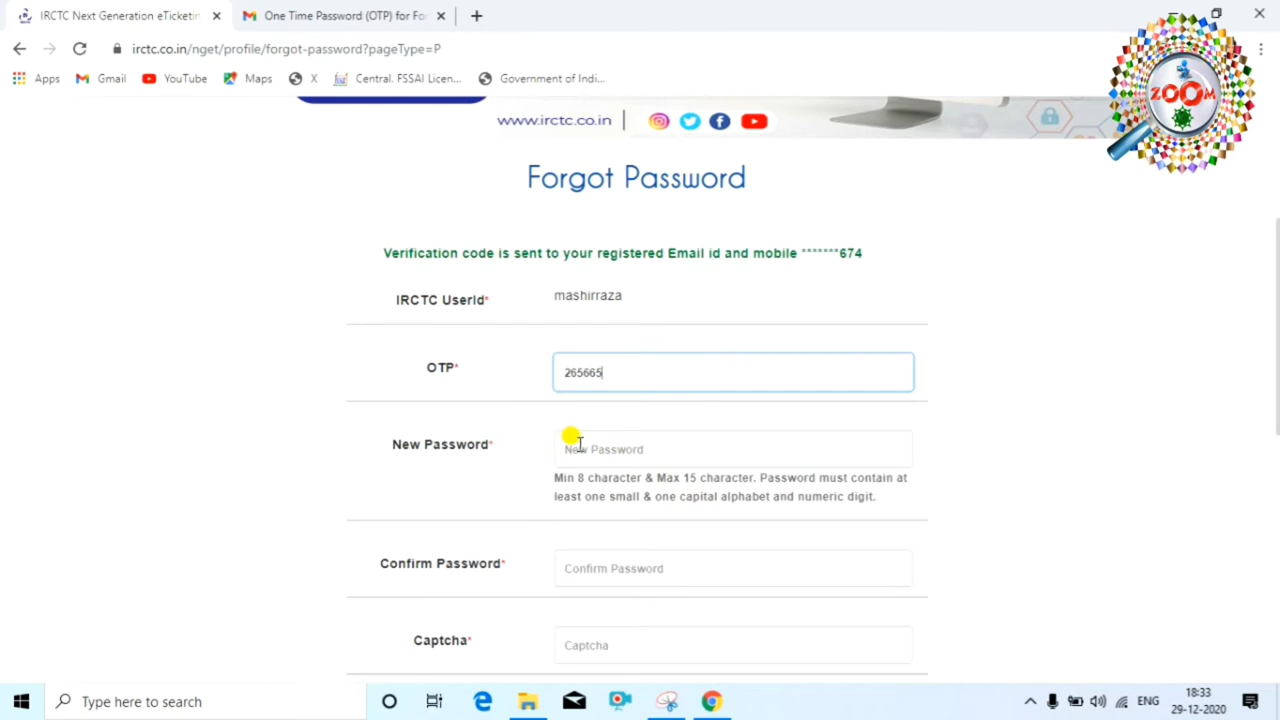 IRCTC Next Generation eTicketin
One Time Password (OTP) for For
irctc.co.in/nget/profile/forgot-password?pageType=P
Apps Gmail YouTube Maps X Central. FSSAI Licen... Government of Indi...
ZOOM
www.irctc.co.in
Forgot Password
Verification code is sent to your registered Email id and mobile *******674
IRCTC UserId* mashirraza
OTP* 265665
New Password* New Password
Min 8 character & Max 15 character. Password must contain at
least one small & one capital alphabet and numeric digit.
Confirm Password* Confirm Password
Captcha* Captcha
Type here to search
ENG
18:33
29-12-2020